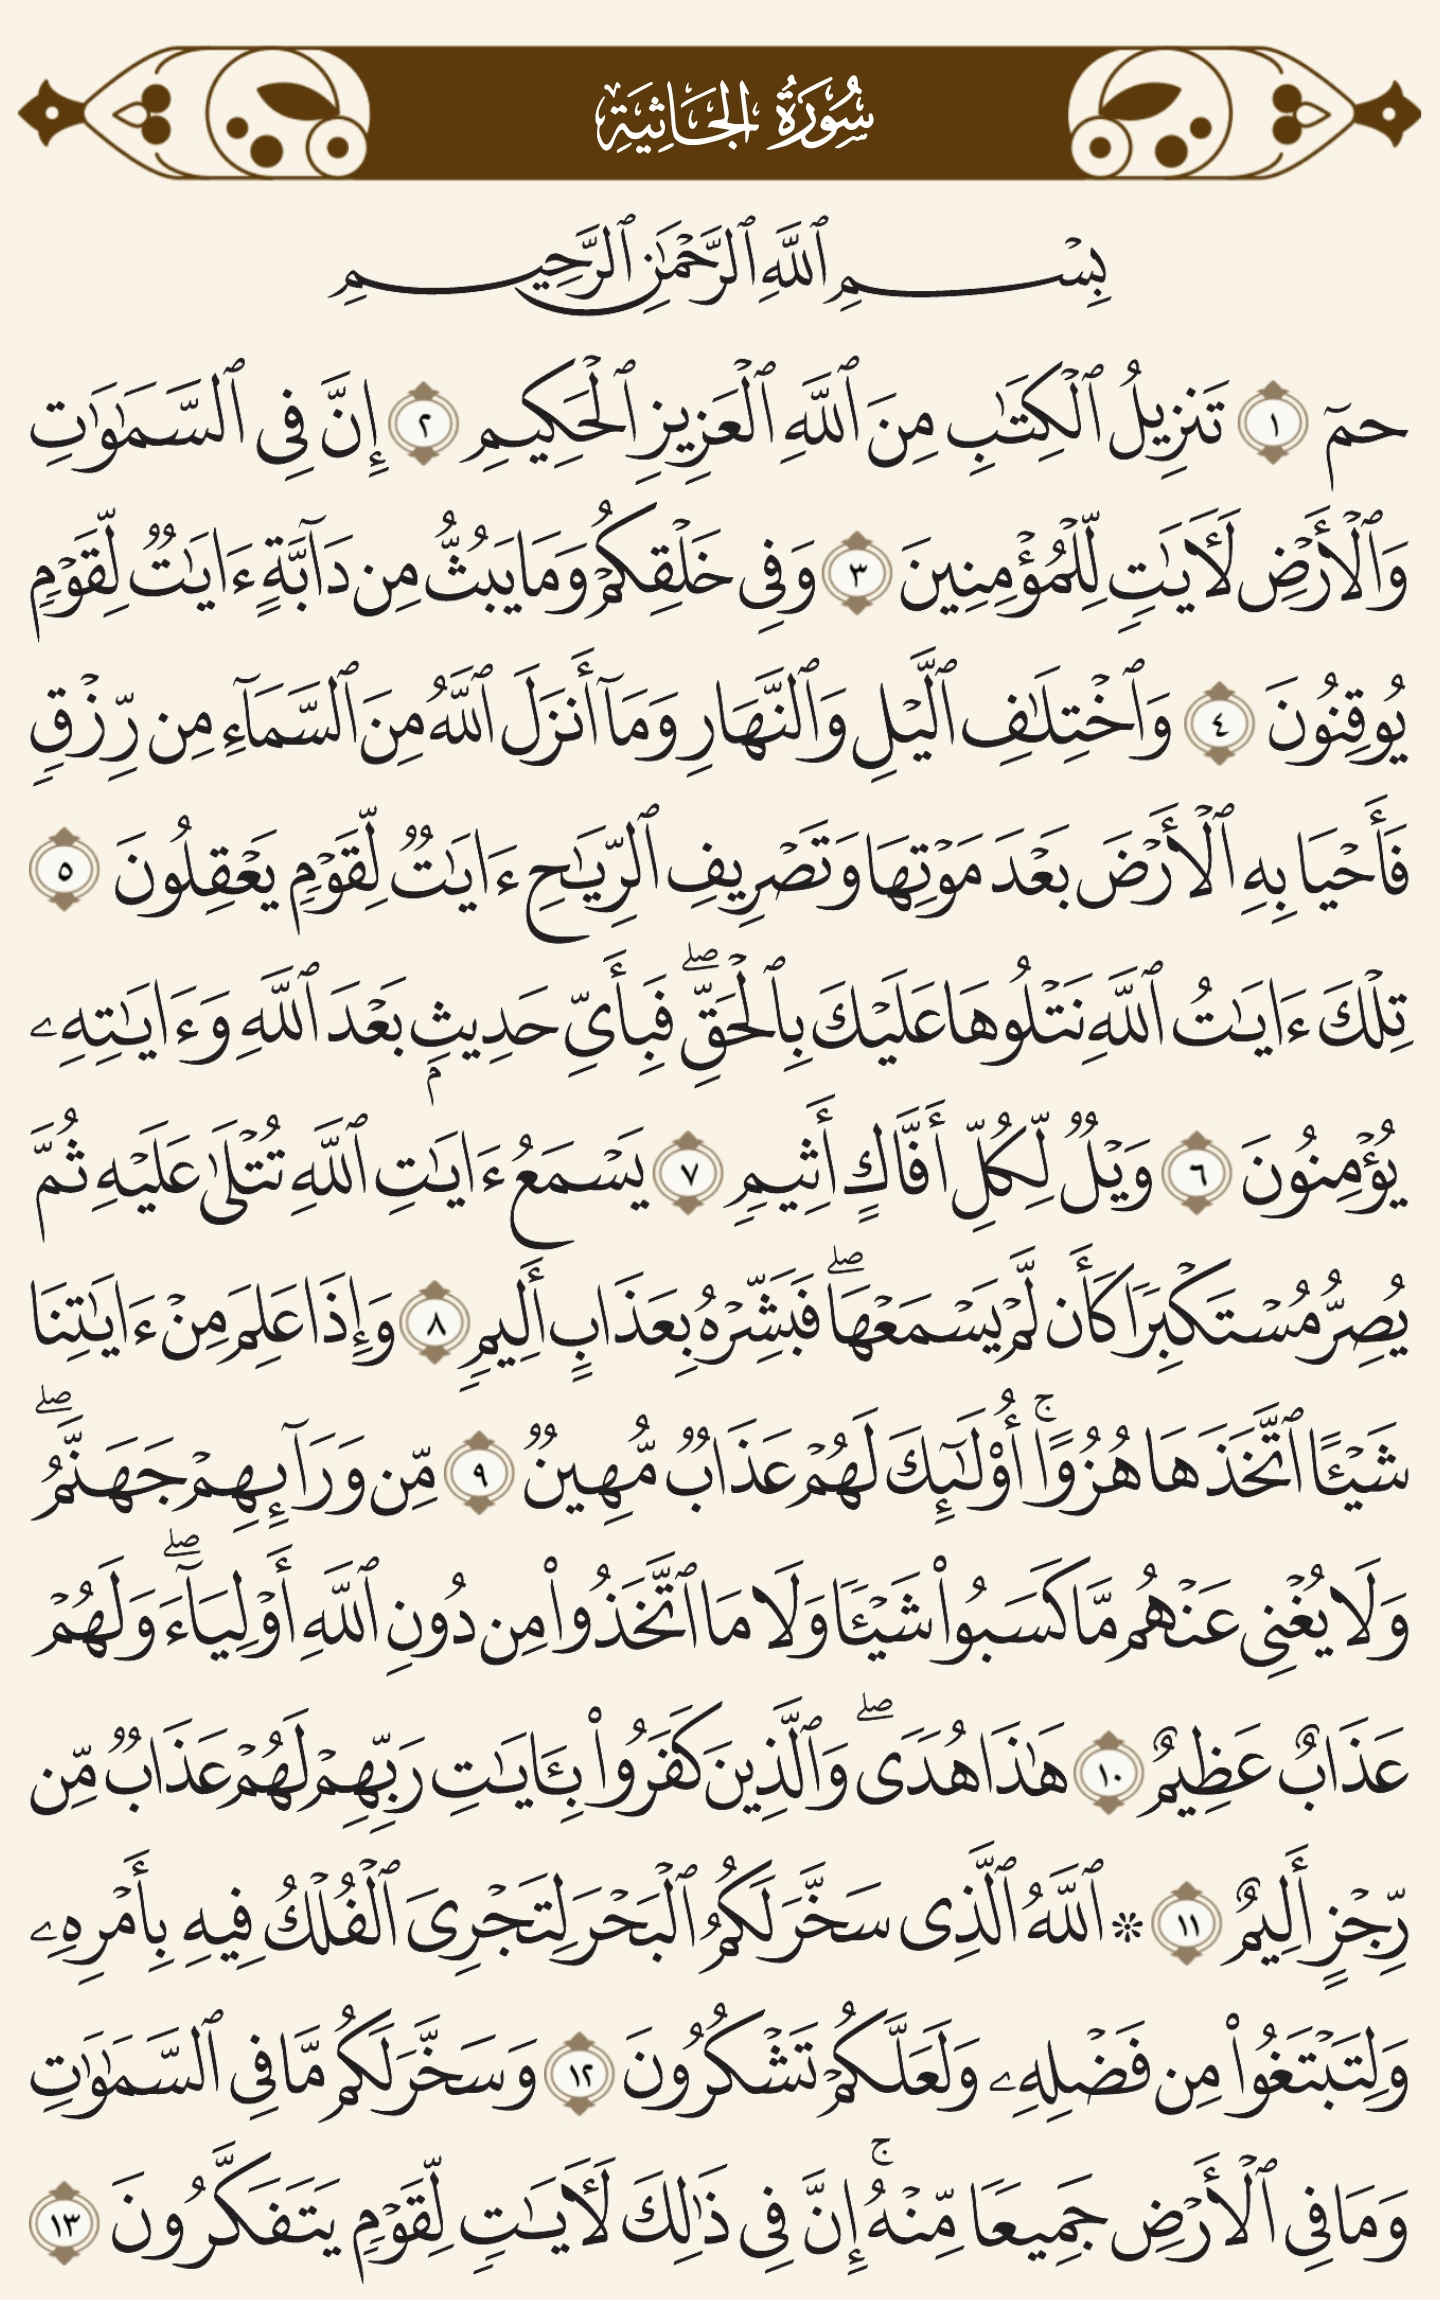 سُورَةُ الجَاثِيَةِ
بِسْمِ ٱللَّهِ ٱلرَّحْمَٰنِ ٱلرَّحِيمِ
حمٓ ١ تَنزِيلُ ٱلْكِتَٰبِ مِنَ ٱللَّهِ ٱلْعَزِيزِ ٱلْحَكِيمِ ٢ إِنَّ فِى ٱلسَّمَٰوَٰتِ
وَٱلْأَرْضِ لَءَايَٰتٍ لِّلْمُؤْمِنِينَ ٣ وَفِى خَلْقِكُمْ وَمَا يَبُثُّ مِن دَآبَّةٍ ءَايَٰتٌ لِّقَوْمٍ
يُوقِنُونَ ٤ وَٱخْتِلَٰفِ ٱلَّيْلِ وَٱلنَّهَارِ وَمَآ أَنزَلَ ٱللَّهُ مِنَ ٱلسَّمَآءِ مِن رِّزْقٍ
فَأَحْيَا بِهِ ٱلْأَرْضَ بَعْدَ مَوْتِهَا وَتَصْرِيفِ ٱلرِّيَٰحِ ءَايَٰتٌ لِّقَوْمٍ يَعْقِلُونَ ٥
تِلْكَ ءَايَٰتُ ٱللَّهِ نَتْلُوهَا عَلَيْكَ بِٱلْحَقِّ ۖ فَبِأَىِّ حَدِيثٍۭ بَعْدَ ٱللَّهِ وَءَايَٰتِهِۦ
يُؤْمِنُونَ ٦ وَيْلٌ لِّكُلِّ أَفَّاكٍ أَثِيمٍ ٧ يَسْمَعُ ءَايَٰتِ ٱللَّهِ تُتْلَىٰ عَلَيْهِ ثُمَّ
يُصِرُّ مُسْتَكْبِرًا كَأَن لَّمْ يَسْمَعْهَا ۖ فَبَشِّرْهُ بِعَذَابٍ أَلِيمٍ ٨ وَإِذَا عَلِمَ مِنْ ءَايَٰتِنَا
شَيْـًٔا ٱتَّخَذَهَا هُزُوًا ۚ أُو۟لَٰٓئِكَ لَهُمْ عَذَابٌ مُّهِينٌ ٩ مِّن وَرَآئِهِمْ جَهَنَّمُ ۖ
وَلَا يُغْنِى عَنْهُم مَّا كَسَبُوا۟ شَيْـًٔا وَلَا مَا ٱتَّخَذُوا۟ مِن دُونِ ٱللَّهِ أَوْلِيَآءَ ۖ وَلَهُمْ
عَذَابٌ عَظِيمٌ ١٠ هَٰذَا هُدًى ۖ وَٱلَّذِينَ كَفَرُوا۟ بِـَٔايَٰتِ رَبِّهِمْ لَهُمْ عَذَابٌ مِّن
رِّجْزٍ أَلِيمٌ ١١ ۞ ٱللَّهُ ٱلَّذِى سَخَّرَ لَكُمُ ٱلْبَحْرَ لِتَجْرِىَ ٱلْفُلْكُ فِيهِ بِأَمْرِهِۦ
وَلِتَبْتَغُوا۟ مِن فَضْلِهِۦ وَلَعَلَّكُمْ تَشْكُرُونَ ١٢ وَسَخَّرَ لَكُم مَّا فِى ٱلسَّمَٰوَٰتِ
وَمَا فِى ٱلْأَرْضِ جَمِيعًا مِّنْهُ ۚ إِنَّ فِى ذَٰلِكَ لَءَايَٰتٍ لِّقَوْمٍ يَتَفَكَّرُونَ ١٣